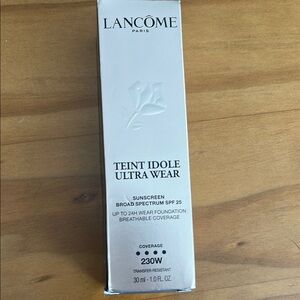 LANCÔME
PARIS
TEINT IDOLE
ULTRA WEAR
SUNSCREEN
BROAD SPECTRUM SPF 25
UP TO 24H WEAR FOUNDATION
BREATHABLE COVERAGE
COVERAGE
230W
TRANSFER-RESISTANT
30 ml - 1.0 FL. OZ.